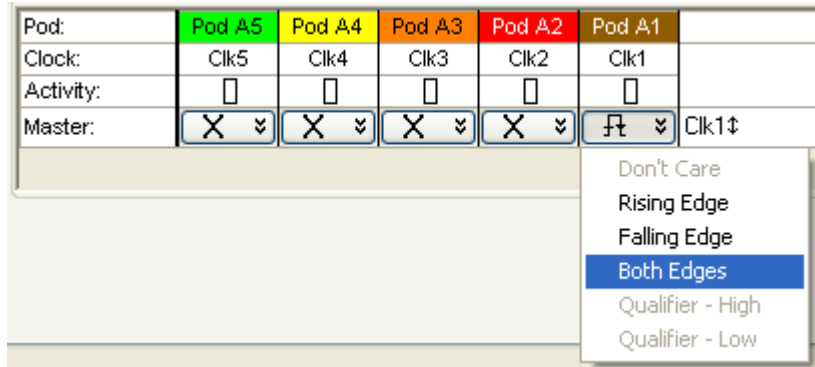 Pod: Pod A5 Pod A4 Pod A3 Pod A2 Pod A1
Clock: Clk5 Clk4 Clk3 Clk2 Clk1
Activity:
Master: X X X X Clk1↕
Don't Care
Rising Edge
Falling Edge
Both Edges
Qualifier - High
Qualifier - Low